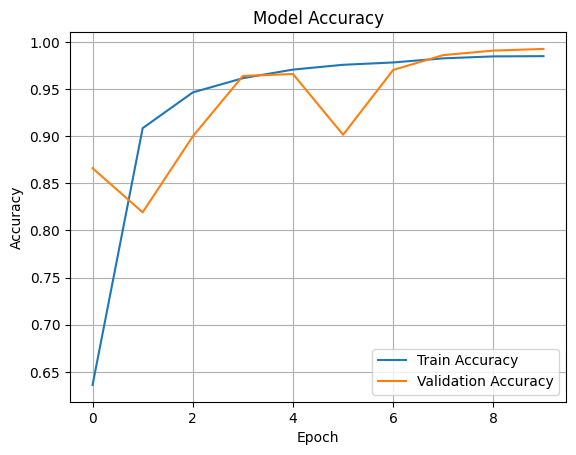 Model Accuracy
1.00
0.95
0.90
0.85
0.80
0.75
0.70
0.65
Accuracy
Train Accuracy
Validation Accuracy
0 2 4 6 8
Epoch